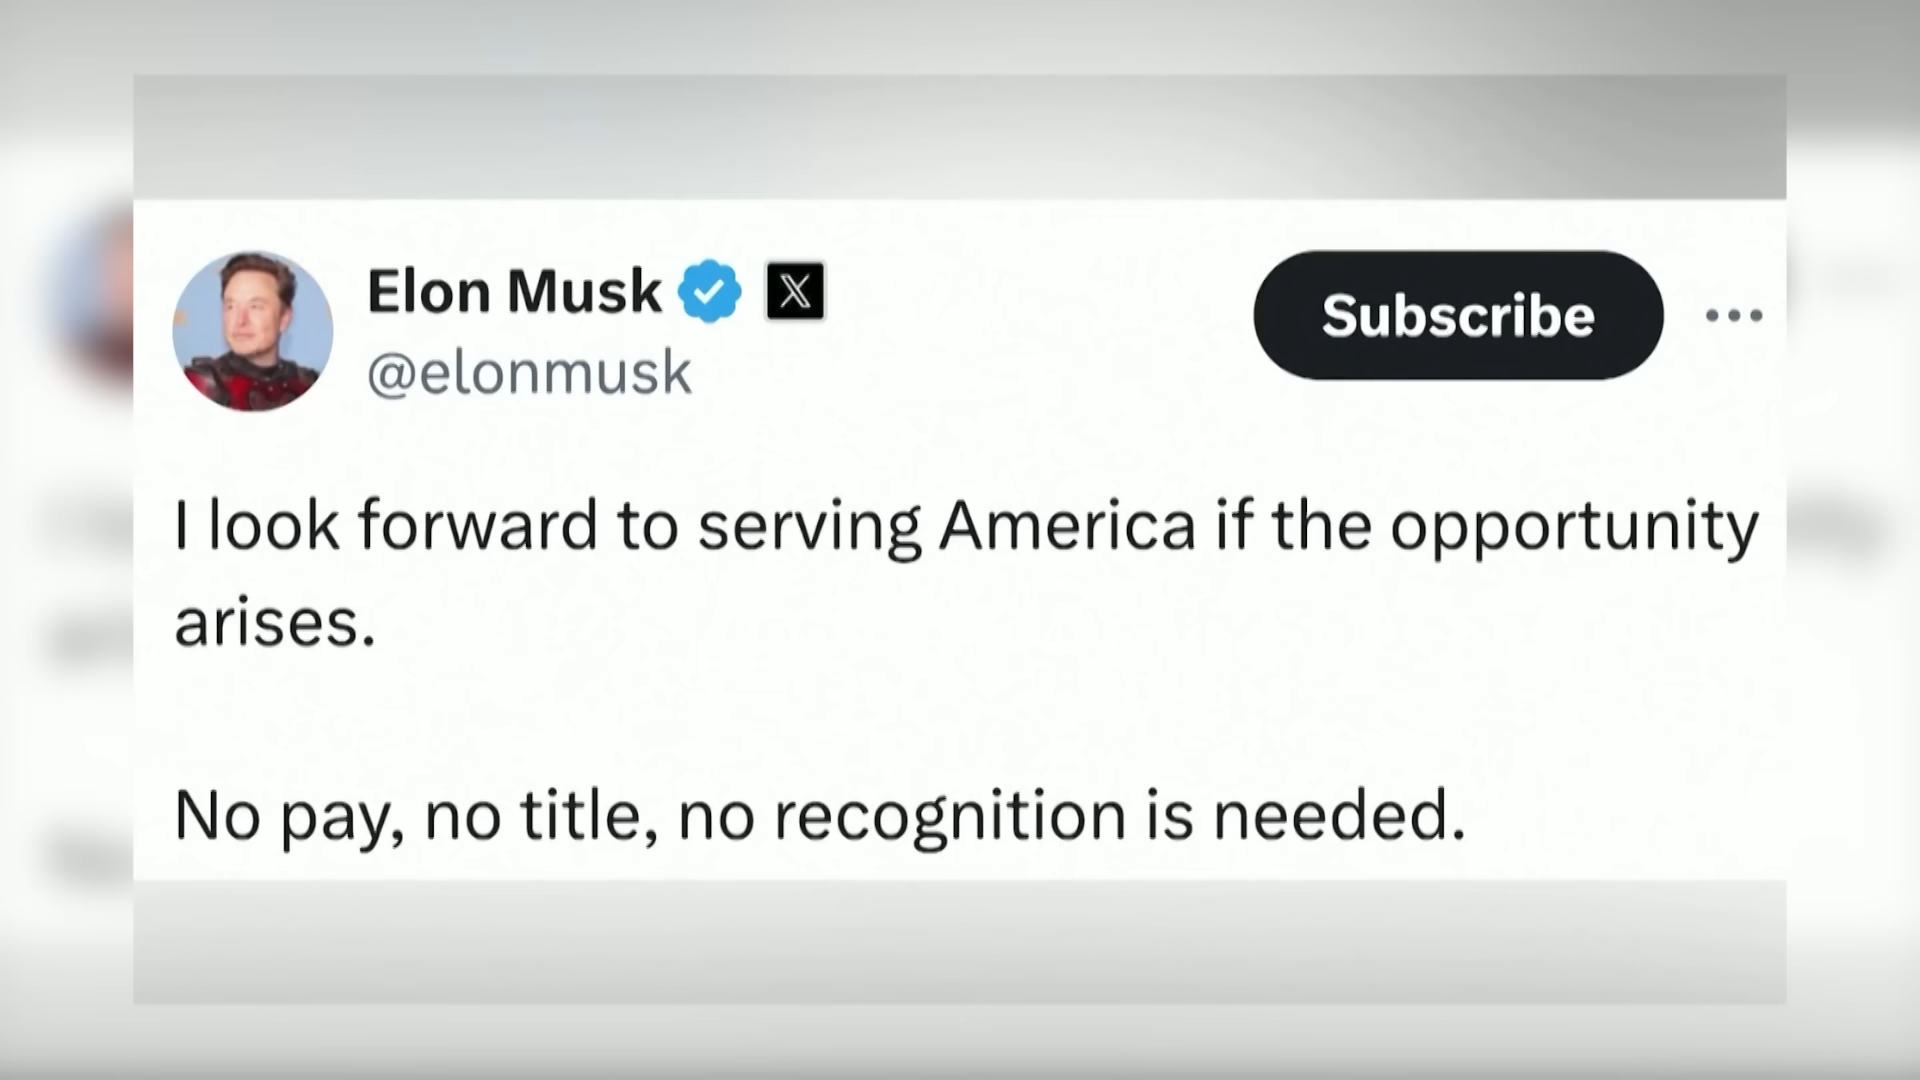 Elon Musk
@elonmusk
Subscribe
I look forward to serving America if the opportunity
arises.
No pay, no title, no recognition is needed.